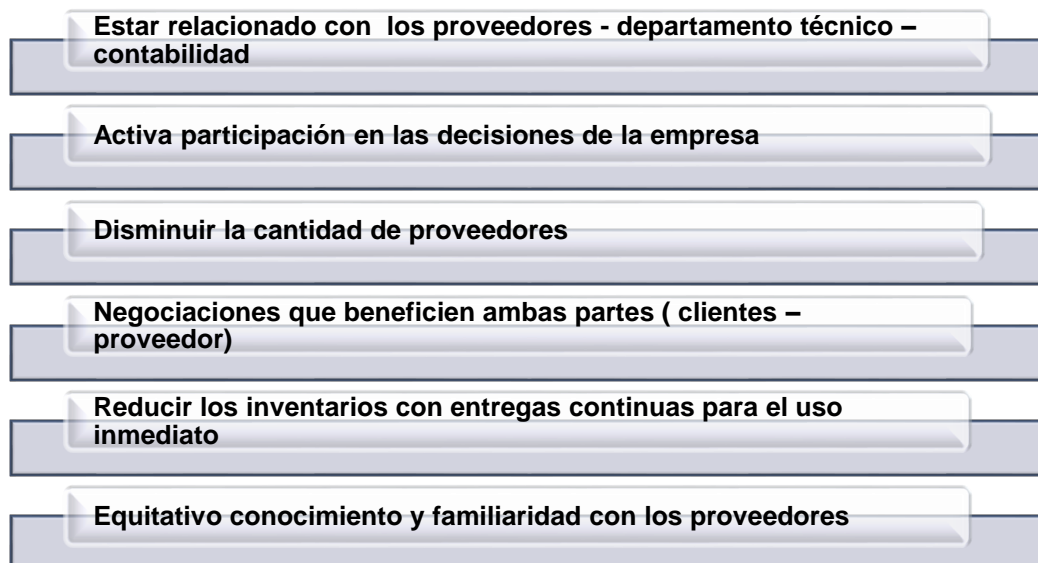 Estar relacionado con los proveedores - departamento técnico –
contabilidad
Activa participación en las decisiones de la empresa
Disminuir la cantidad de proveedores
Negociaciones que beneficien ambas partes ( clientes –
proveedor)
Reducir los inventarios con entregas continuas para el uso
inmediato
Equitativo conocimiento y familiaridad con los proveedores